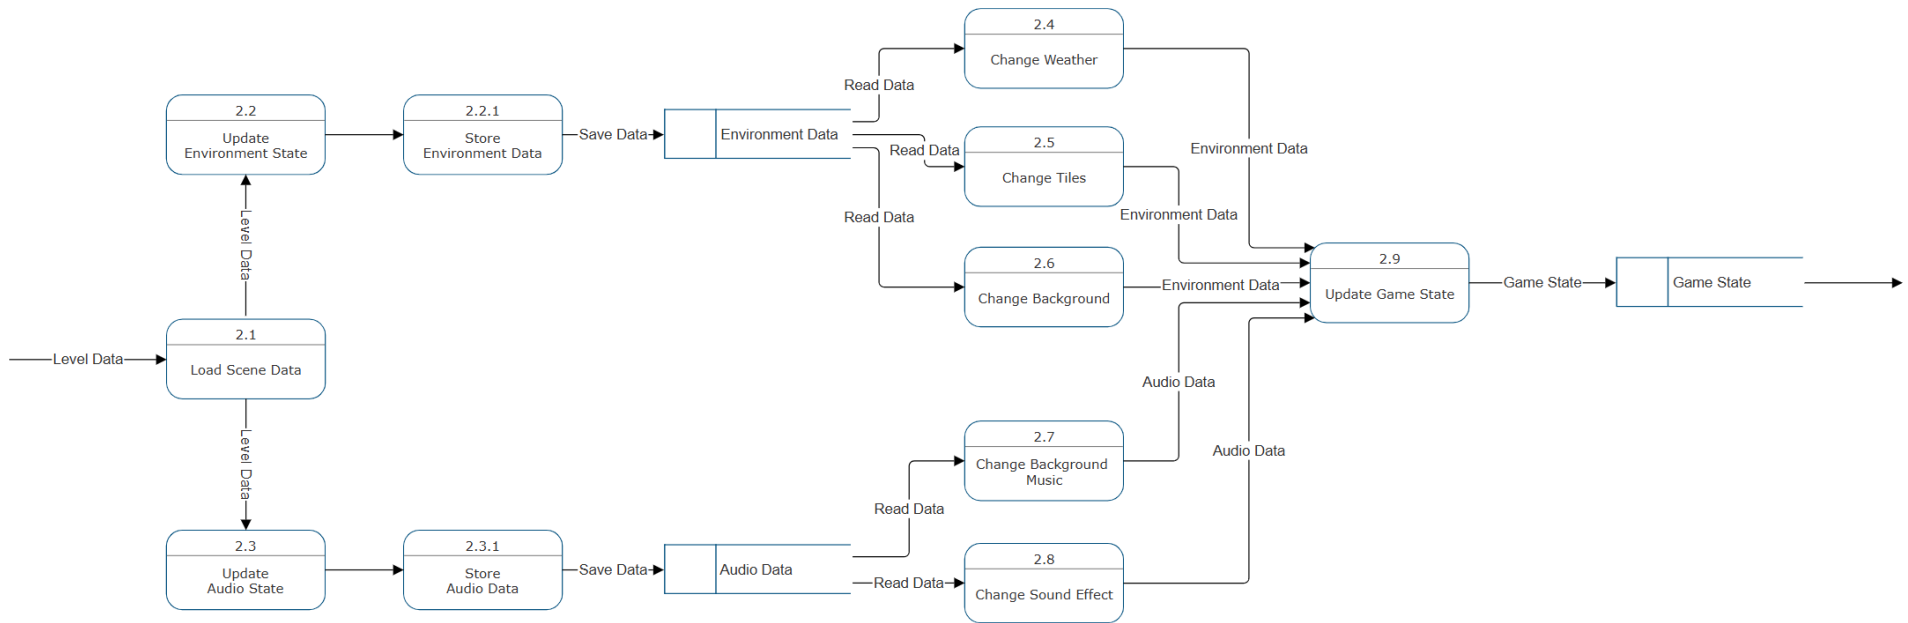 2.4
Change Weather
Read Data
2.2
Update
Environment State
2.2.1
Store
Environment Data
Save Data
Environment Data
Read Data
2.5
Change Tiles
Environment Data
Read Data
Environment Data
Level Data
2.6
Change Background
Environment Data
2.9
Update Game State
Game State
Game State
2.1
Load Scene Data
Level Data
Audio Data
Level Data
2.7
Change Background
Music
Audio Data
Read Data
2.3
Update
Audio State
2.3.1
Store
Audio Data
Save Data
Audio Data
Read Data
2.8
Change Sound Effect